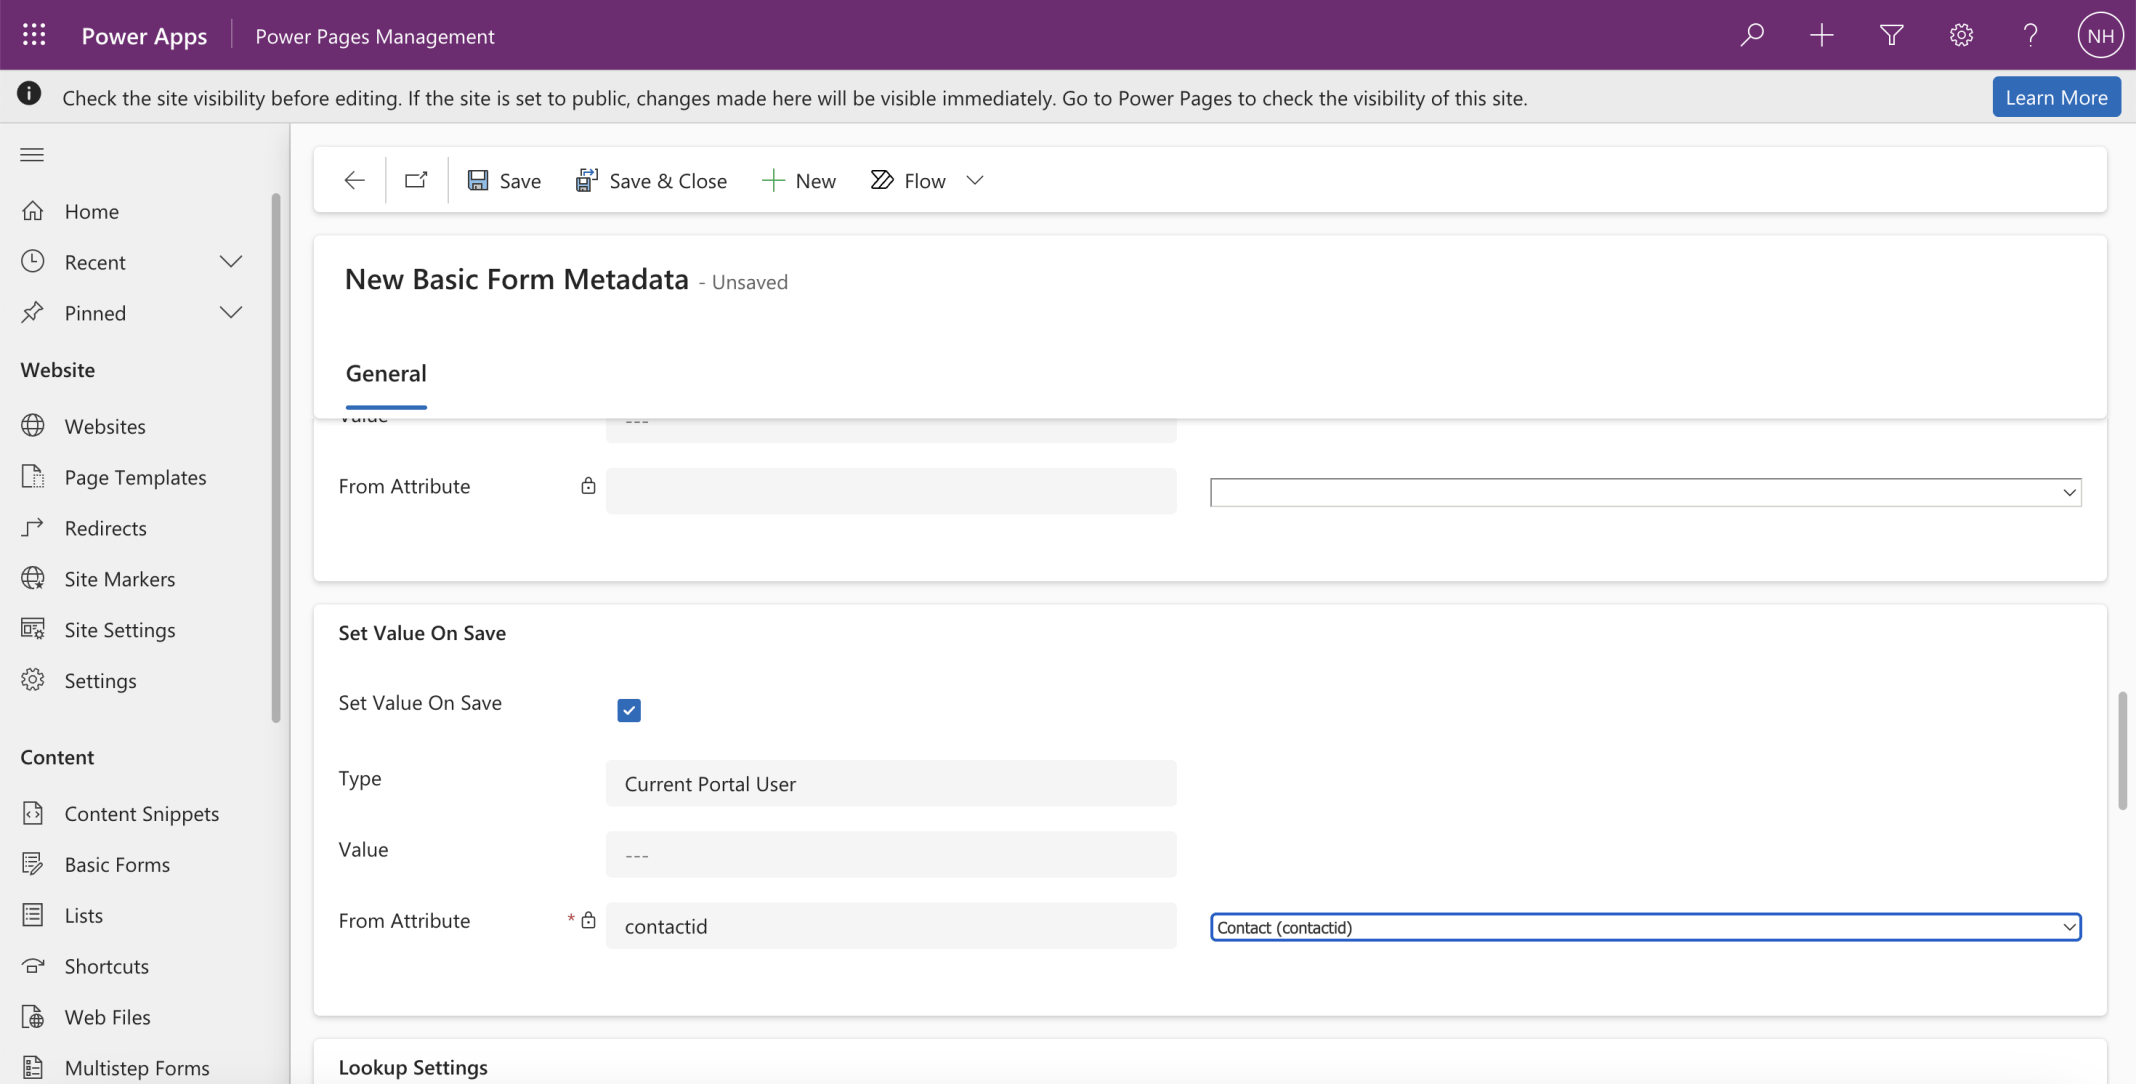 Power Apps
Power Pages Management
NH
Check the site visibility before editing. If the site is set to public, changes made here will be visible immediately. Go to Power Pages to check the visibility of this site.
Learn More
Home
Recent
Pinned
Website
Websites
Page Templates
Redirects
Site Markers
Site Settings
Settings
Content
Content Snippets
Basic Forms
Lists
Shortcuts
Web Files
Multistep Forms
Save
Save & Close
New
Flow
New Basic Form Metadata - Unsaved
General
Value ---
From Attribute
Set Value On Save
Set Value On Save
Type Current Portal User
Value ---
From Attribute * contactid Contact (contactid)
Lookup Settings